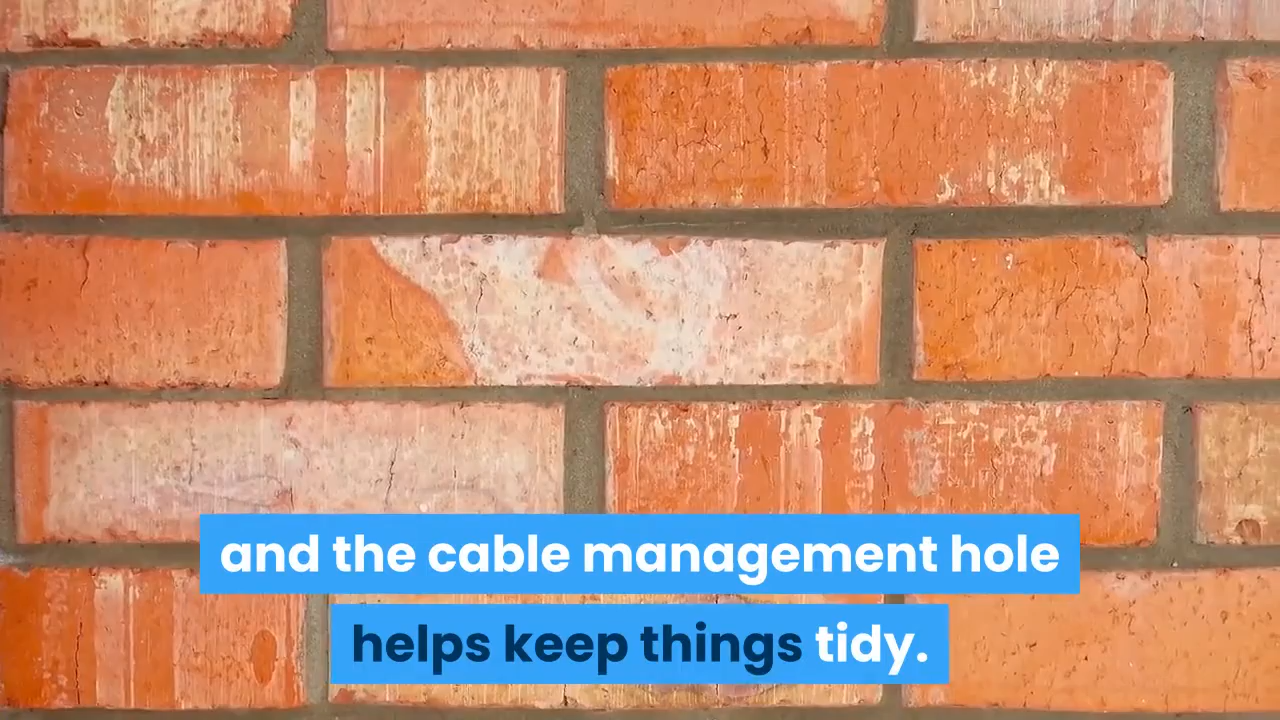 and the cable management hole
helps keep things tidy.